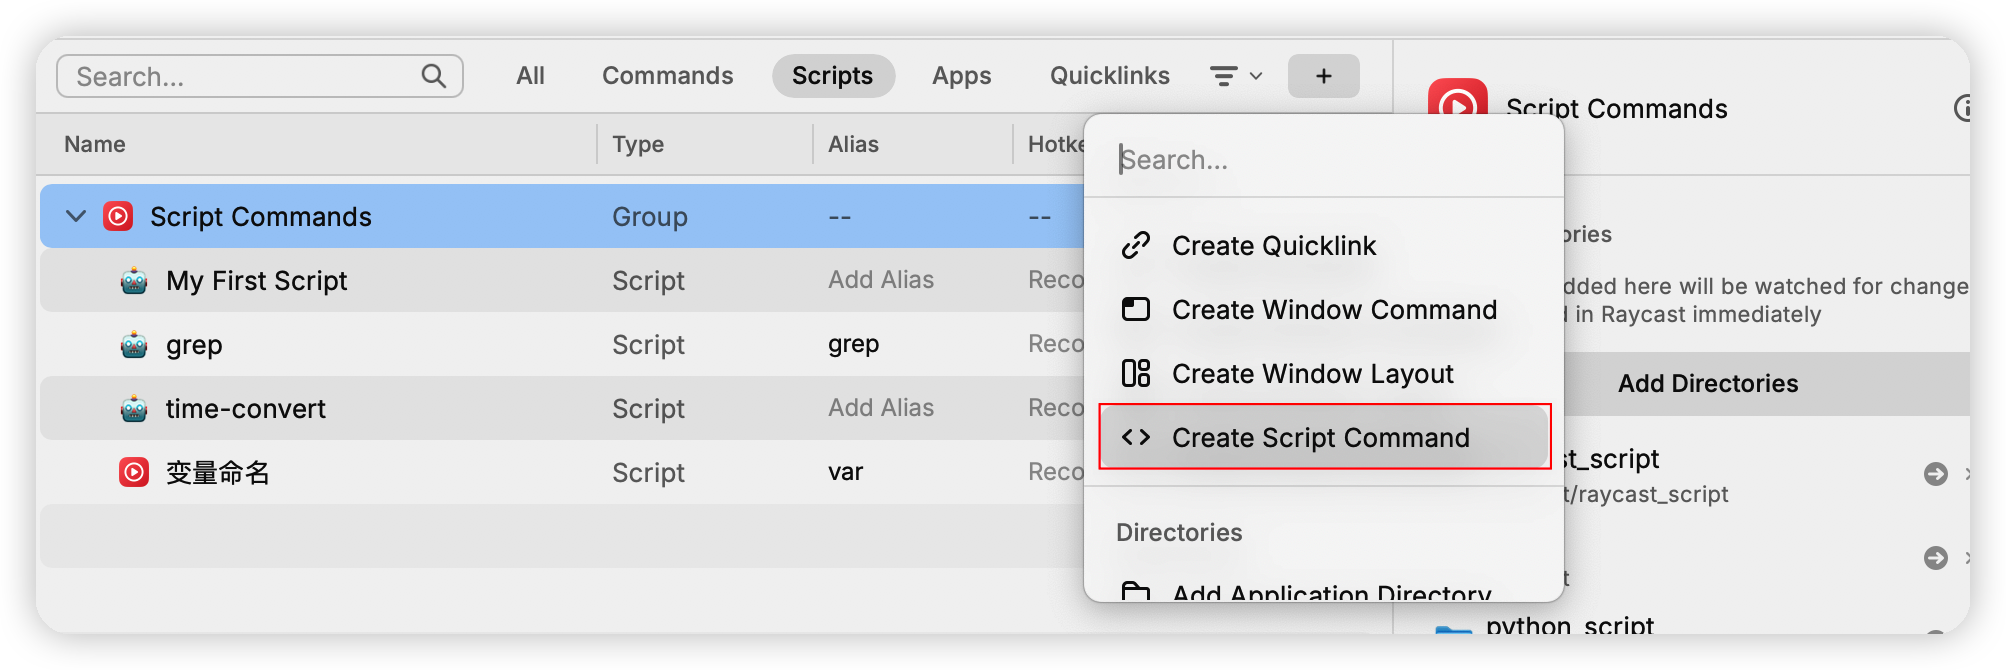 Search...
All
Commands
Scripts
Apps
Quicklinks
+
Name
Type
Alias
Hotke
Script Commands
Group
--
--
My First Script
Script
Add Alias
Reco
grep
Script
grep
Reco
time-convert
Script
Add Alias
Reco
变量命名
Script
var
Reco
Search...
Create Quicklink
Create Window Command
Create Window Layout
Create Script Command
Directories
Add Application Directory
Script Commands
ories
dded here will be watched for change
d in Raycast immediately
Add Directories
st_script
t/raycast_script
t
python_script